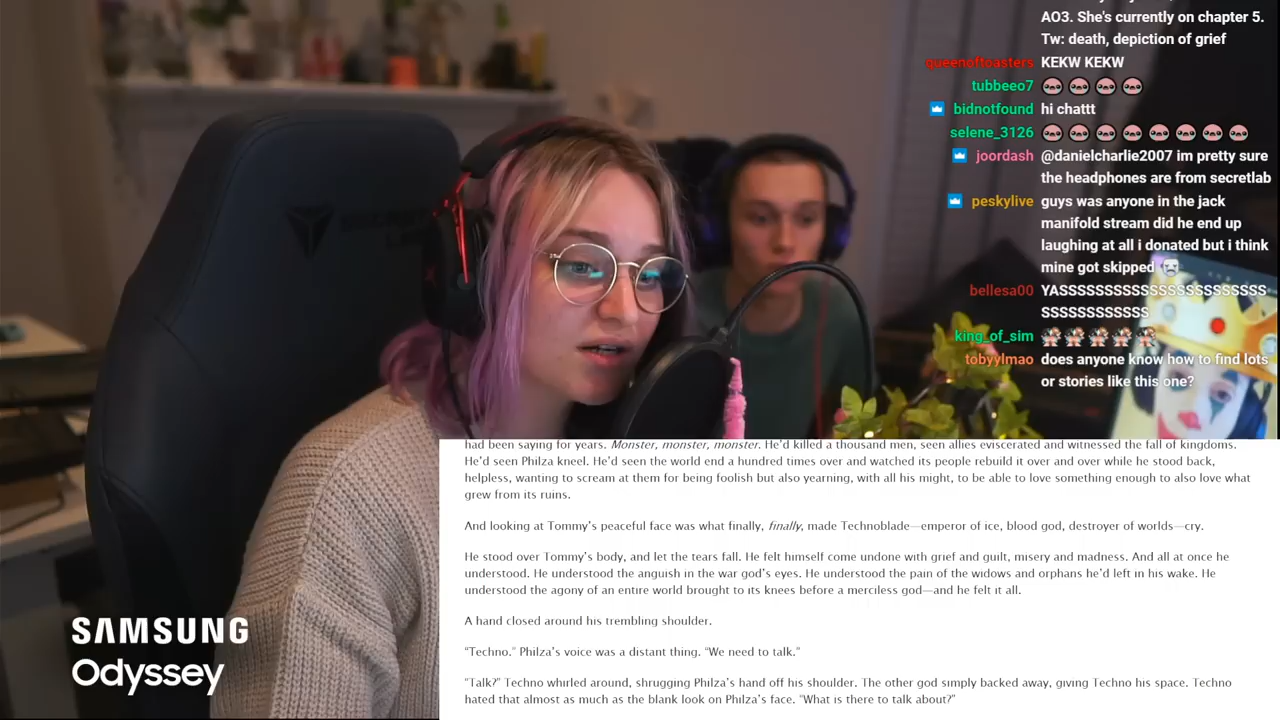 AO3. She's currently on chapter 5.
Tw: death, depiction of grief
queenoftoasters KEKW KEKW
tubbeeo7
bidnotfound hi chattt
selene_3126
joordash @danielcharlie2007 im pretty sure
the headphones are from secretlab
peskylive guys was anyone in the jack
manifold stream did he end up
laughing at all i donated but i think
mine got skipped
bellesa00 YASSSSSSSSSSSSSSSSSSSSSSS
SSSSSSSSSSSS
king_of_sim
tobyylmao does anyone know how to find lots
or stories like this one?
had been saying for years. Monster, monster, monster. He'd killed a thousand men, seen allies eviscerated and witnessed the fall of kingdoms.
He'd seen Philza kneel. He'd seen the world end a hundred times over and watched its people rebuild it over and over while he stood back,
helpless, wanting to scream at them for being foolish but also yearning, with all his might, to be able to love something enough to also love what
grew from its ruins.
And looking at Tommy's peaceful face was what finally, finally, made Technoblade—emperor of ice, blood god, destroyer of worlds—cry.
He stood over Tommy's body, and let the tears fall. He felt himself come undone with grief and guilt, misery and madness. And all at once he
understood. He understood the anguish in the war god's eyes. He understood the pain of the widows and orphans he'd left in his wake. He
understood the agony of an entire world brought to its knees before a merciless god—and he felt it all.
A hand closed around his trembling shoulder.
"Techno." Philza's voice was a distant thing. "We need to talk."
"Talk?" Techno whirled around, shrugging Philza's hand off his shoulder. The other god simply backed away, giving Techno his space. Techno
hated that almost as much as the blank look on Philza's face. "What is there to talk about?"
SAMSUNG
Odyssey